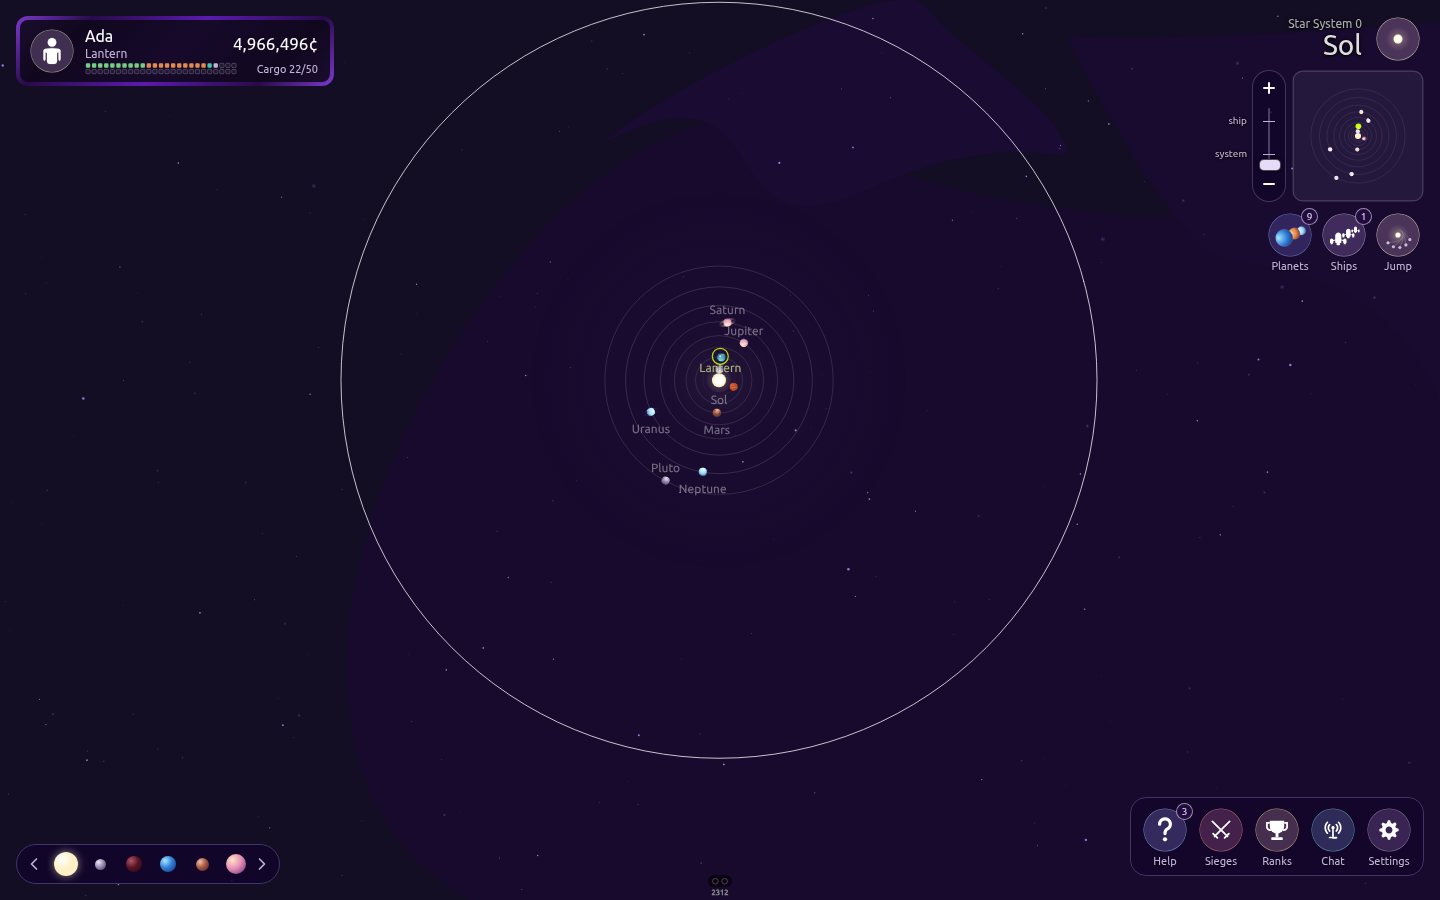 Ada
Lantern
4,966,496¢
Cargo 22/50
Star System 0
Sol
ship
system
9
1
Planets
Ships
Jump
Saturn
Jupiter
Lantern
Sol
Uranus
Mars
Pluto
Neptune
3
Help
Sieges
Ranks
Chat
Settings
2312